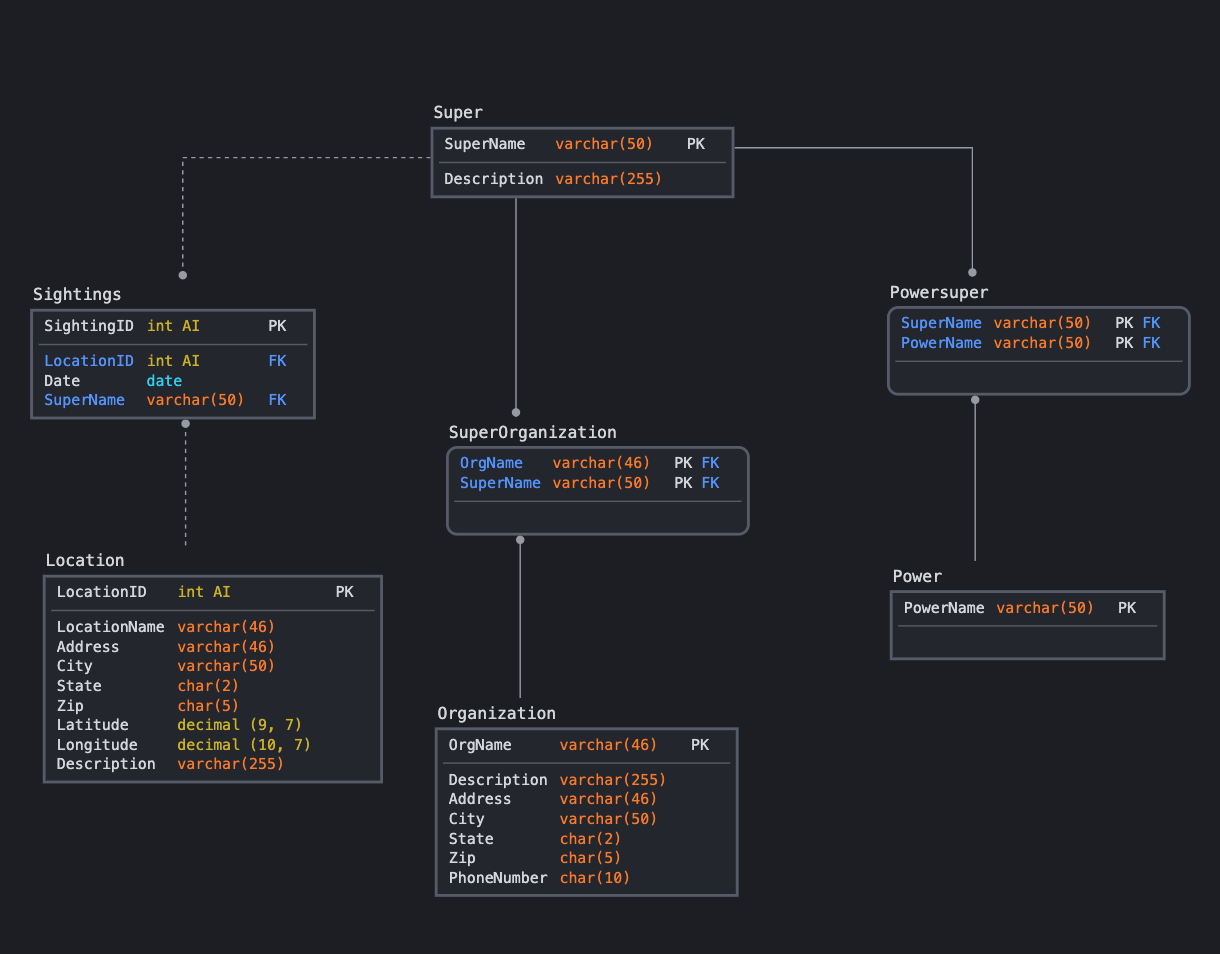 Super
SuperName varchar(50) PK
Description varchar(255)
Sightings
SightingID int AI PK
LocationID int AI FK
Date date
SuperName varchar(50) FK
Powersuper
SuperName varchar(50) PK FK
PowerName varchar(50) PK FK
SuperOrganization
OrgName varchar(46) PK FK
SuperName varchar(50) PK FK
Location
LocationID int AI PK
LocationName varchar(46)
Address varchar(46)
City varchar(50)
State char(2)
Zip char(5)
Latitude decimal (9, 7)
Longitude decimal (10, 7)
Description varchar(255)
Power
PowerName varchar(50) PK
Organization
OrgName varchar(46) PK
Description varchar(255)
Address varchar(46)
City varchar(50)
State char(2)
Zip char(5)
PhoneNumber char(10)